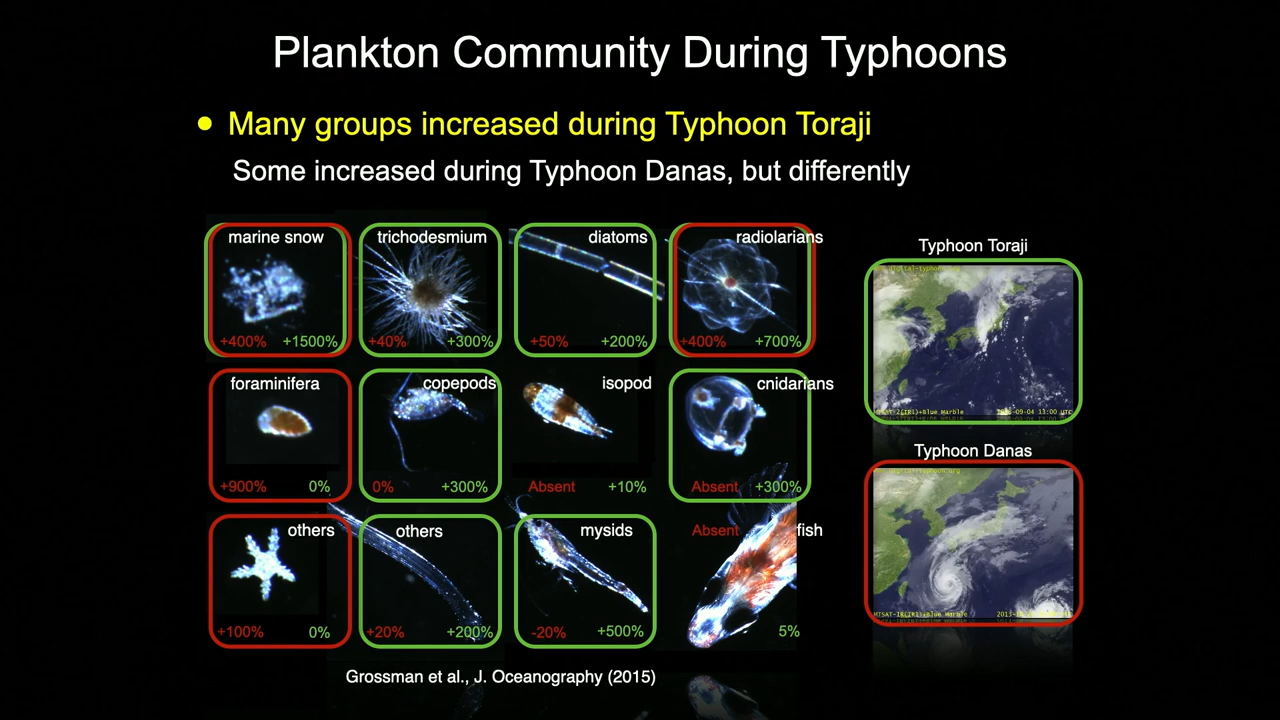 Plankton Community During Typhoons
Many groups increased during Typhoon Toraji
Some increased during Typhoon Danas, but differently
marine snow
+400% +1500%
trichodesmium
+40% +300%
diatoms
+50% +200%
radiolarians
+400% +700%
foraminifera
+900% 0%
copepods
0% +300%
isopod
Absent +10%
cnidarians
Absent +300%
others
+100% 0%
others
+20% +200%
mysids
-20% +500%
Absent fish
5%
Typhoon Toraji
Typhoon Danas
Grossman et al., J. Oceanography (2015)